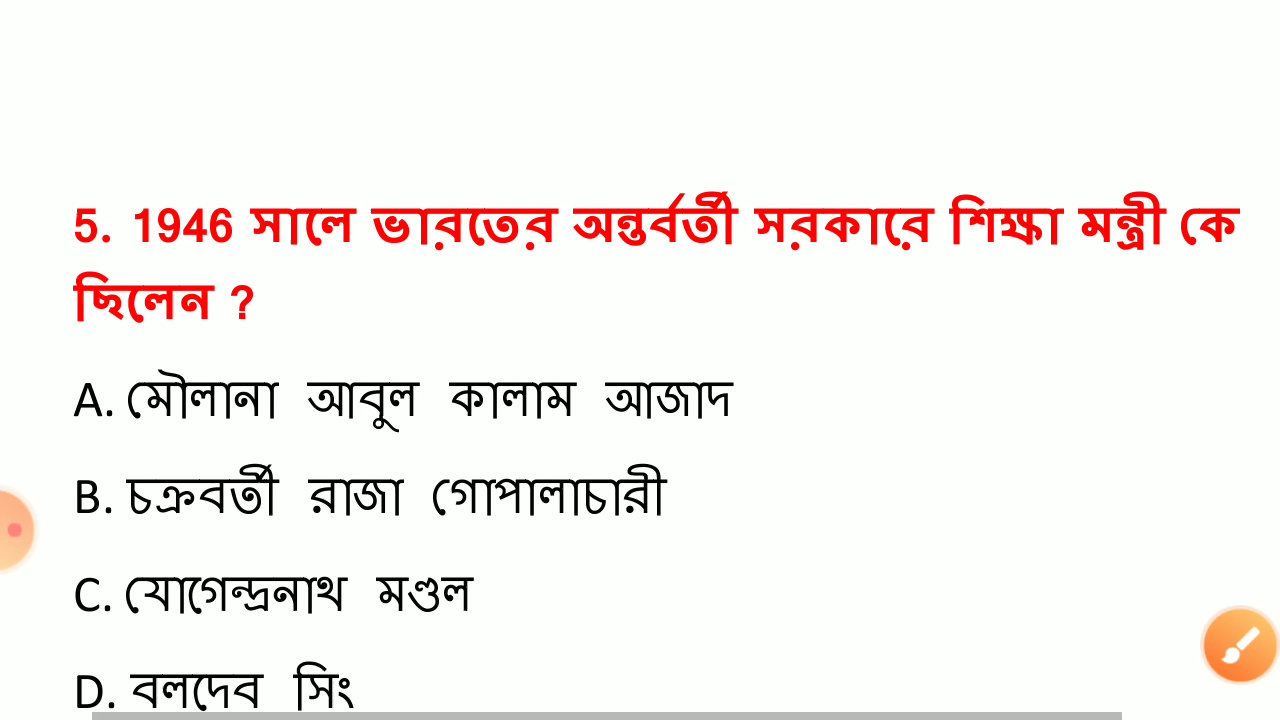 5. 1946 সালে ভারতের অন্তর্বর্তী সরকারে শিক্ষা মন্ত্রী কে
ছিলেন ?
A. মৌলানা আবুল কালাম আজাদ
B. চক্রবর্তী রাজা গোপালাচারী
C. যোগেন্দ্রনাথ মণ্ডল
D. বলদেব সিং